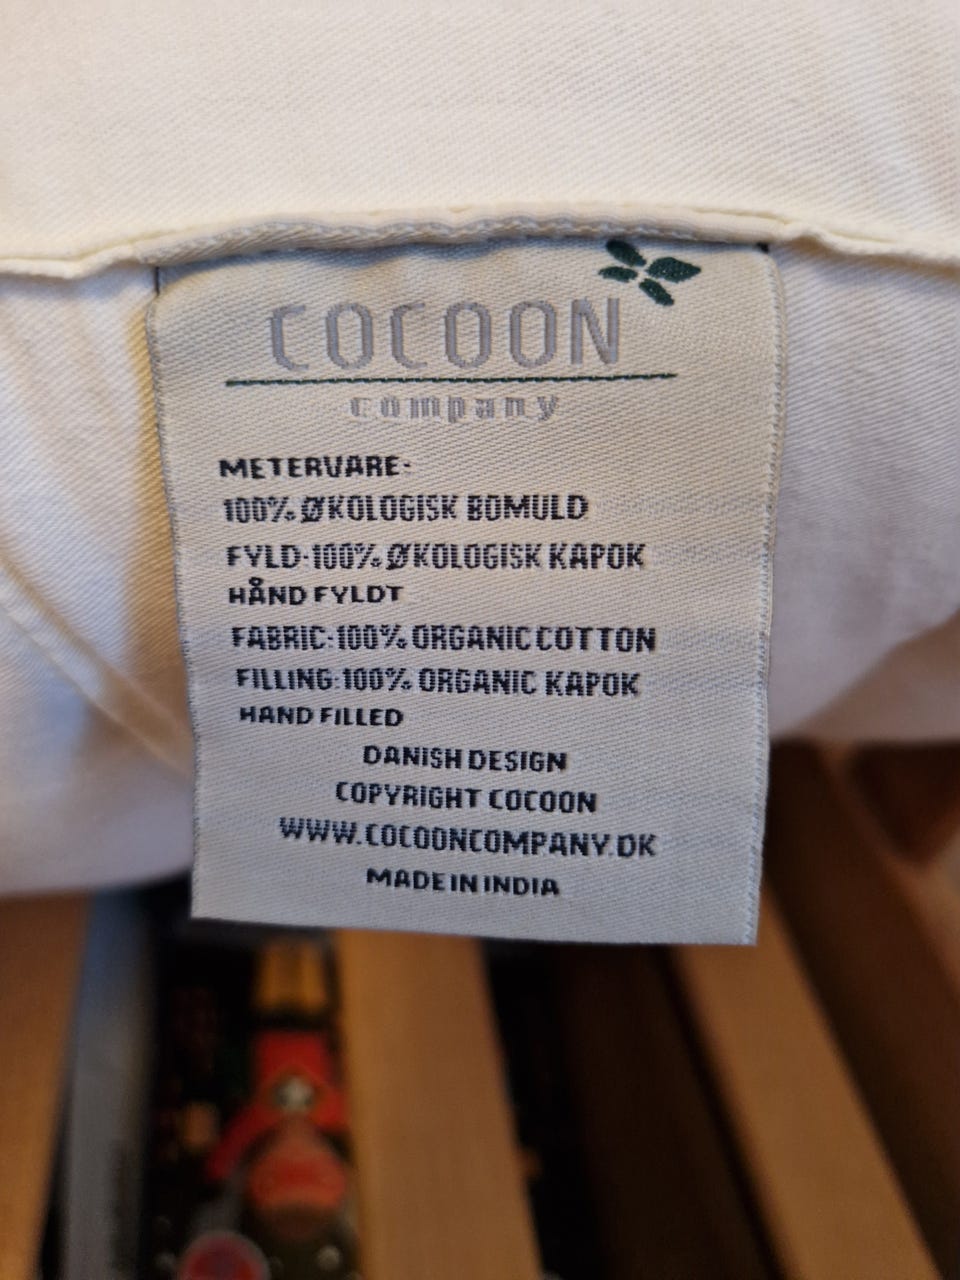 COCOON
company
METERVARE:
100% ØKOLOGISK BOMULD
FYLD:100% ØKOLOGISK KAPOK
HÅND FYLDT
FABRIC:100% ORGANIC COTTON
FILLING:100% ORGANIC KAPOK
HAND FILLED
DANISH DESIGN
COPYRIGHT COCOON
WWW.COCOONCOMPANY.DK
MADE IN INDIA